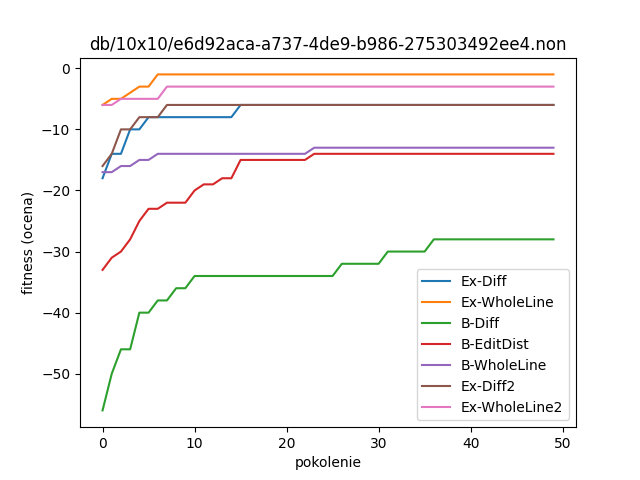 db/10x10/e6d92aca-a737-4de9-b986-275303492ee4.non
fitness (ocena)
0
−10
−20
−30
−40
−50
0 10 20 30 40 50
pokolenie
Ex-Diff
Ex-WholeLine
B-Diff
B-EditDist
B-WholeLine
Ex-Diff2
Ex-WholeLine2